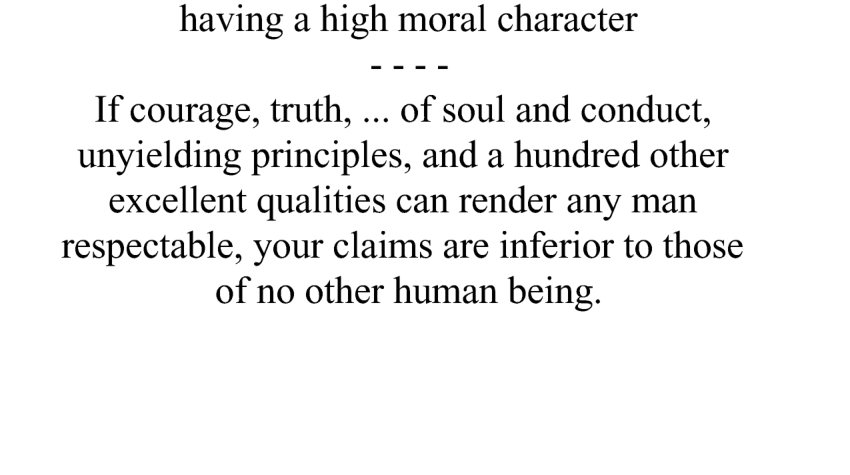 having a high moral character
- - - -
If courage, truth, ... of soul and conduct,
unyielding principles, and a hundred other
excellent qualities can render any man
respectable, your claims are inferior to those
of no other human being.